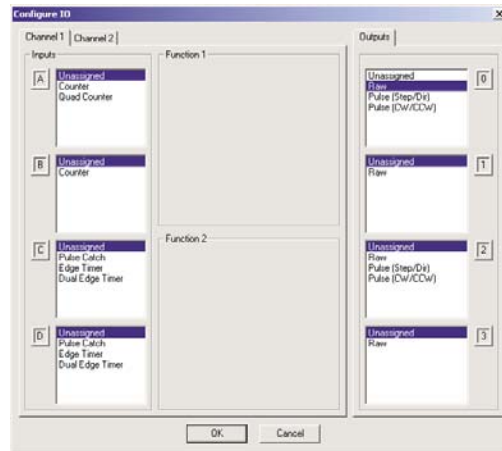 Configure IO
Channel 1
Channel 2
Inputs
A
Unassigned
Counter
Quad Counter
B
Unassigned
Counter
C
Unassigned
Pulse Catch
Edge Timer
Dual Edge Timer
D
Unassigned
Pulse Catch
Edge Timer
Dual Edge Timer
Function 1
Function 2
Outputs
Unassigned
Raw
Pulse (Step/Dir)
Pulse (CW/CCW)
0
Unassigned
Raw
1
Unassigned
Raw
Pulse (Step/Dir)
Pulse (CW/CCW)
2
Unassigned
Raw
3
OK
Cancel